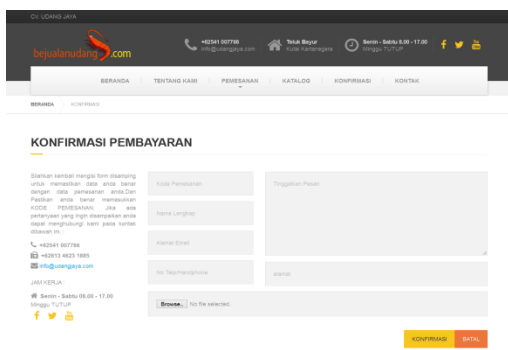 CV. UDANG JAYA
bejualanudang.com
+62541 007766
info@udangjaya.com
Teluk Bayur
Kutai Kartanegara
Senin - Sabtu 8.00 - 17.00
Minggu TUTUP
BERANDA
TENTANG KAMI
PEMESANAN
KATALOG
KONFIRMASI
KONTAK
BERANDA
KONFIRMASI
KONFIRMASI PEMBAYARAN
Silahkan kembali mengisi form disamping
untuk memastikan data anda benar
dengan data pemesanan anda.Dan
Pastikan anda benar memasukkan
KODE PEMESANAN. Jika ada
pertanyaan yang ingin disampaikan anda
dapat menghubungi kami pada kontak
dibawah ini :
+62541 007766
+62813 4623 1885
info@udangjaya.com
JAM KERJA :
Senin - Sabtu 08.00 - 17.00
Minggu TUTUP
Kode Pemesanan
Nama Lengkap
Alamat Email
No Telp/Handphone
Tinggalkan Pesan
alamat
Browse... No file selected.
KONFIRMASI
BATAL